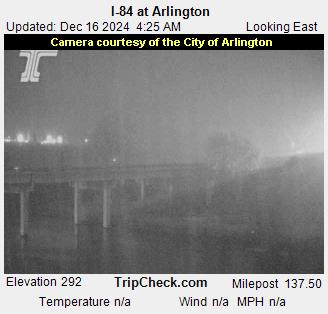 I-84 at Arlington
Updated: Dec 16 2024 4:25 AM Looking East
Camera courtesy of the City of Arlington
Elevation 292 TripCheck.com Milepost 137.50
Temperature n/a Wind n/a MPH n/a